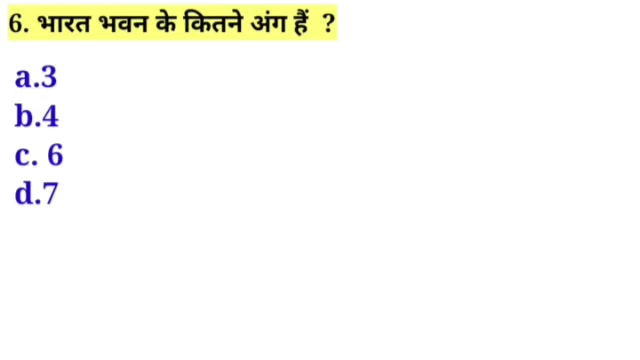 6. भारत भवन के कितने अंग हैं ?
a.3
b.4
c. 6
d.7